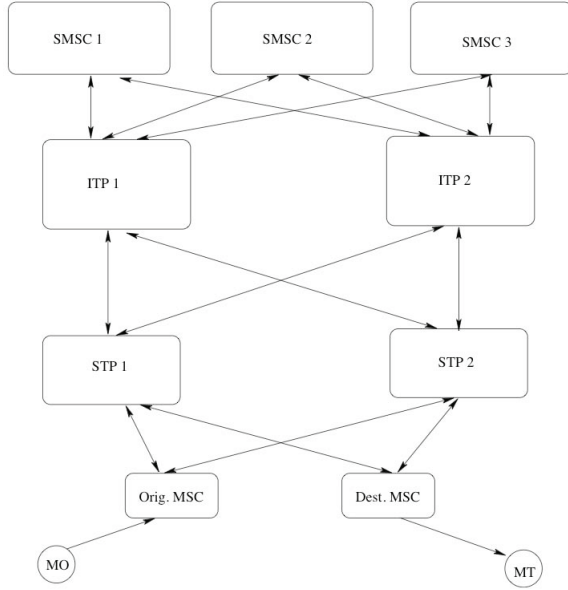 SMSC 1
SMSC 2
SMSC 3
ITP 1
ITP 2
STP 1
STP 2
Orig. MSC
Dest. MSC
MO
MT